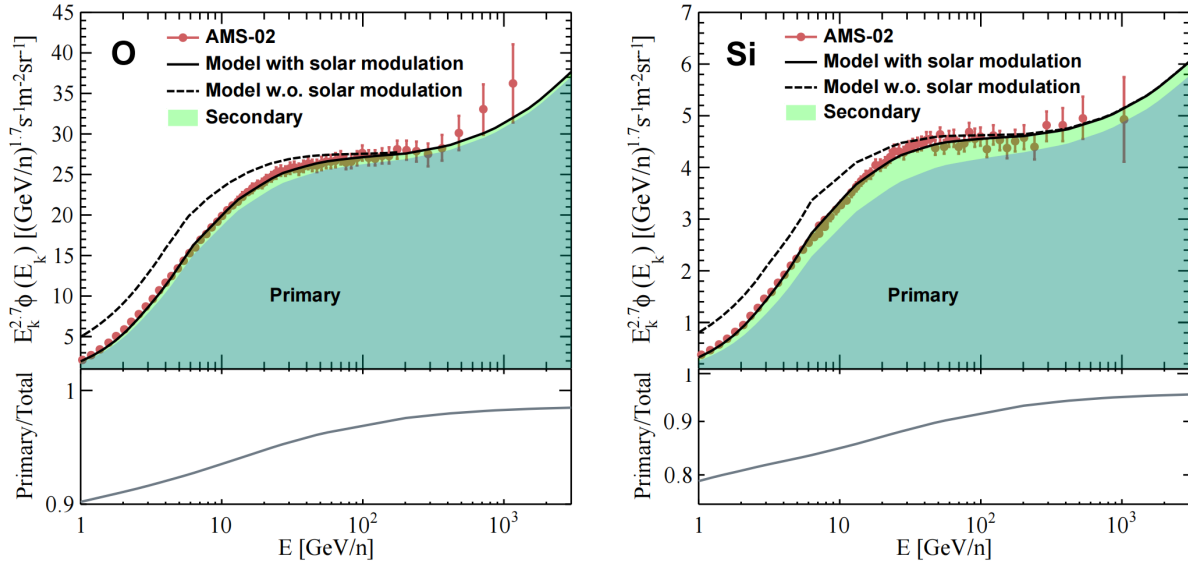 O
AMS-02
Model with solar modulation
Model w.o. solar modulation
Secondary
Primary
E_k^2.7 ϕ (E_k) [(GeV/n)^1.7 s^-1 m^-2 sr^-1]
45
40
35
30
25
20
15
10
5
Primary/Total
1
0.9
1
10
10^2
10^3
E [GeV/n]
Si
AMS-02
Model with solar modulation
Model w.o. solar modulation
Secondary
Primary
E_k^2.7 ϕ (E_k) [(GeV/n)^1.7 s^-1 m^-2 sr^-1]
7
6
5
4
3
2
1
Primary/Total
1
0.9
0.8
1
10
10^2
10^3
E [GeV/n]